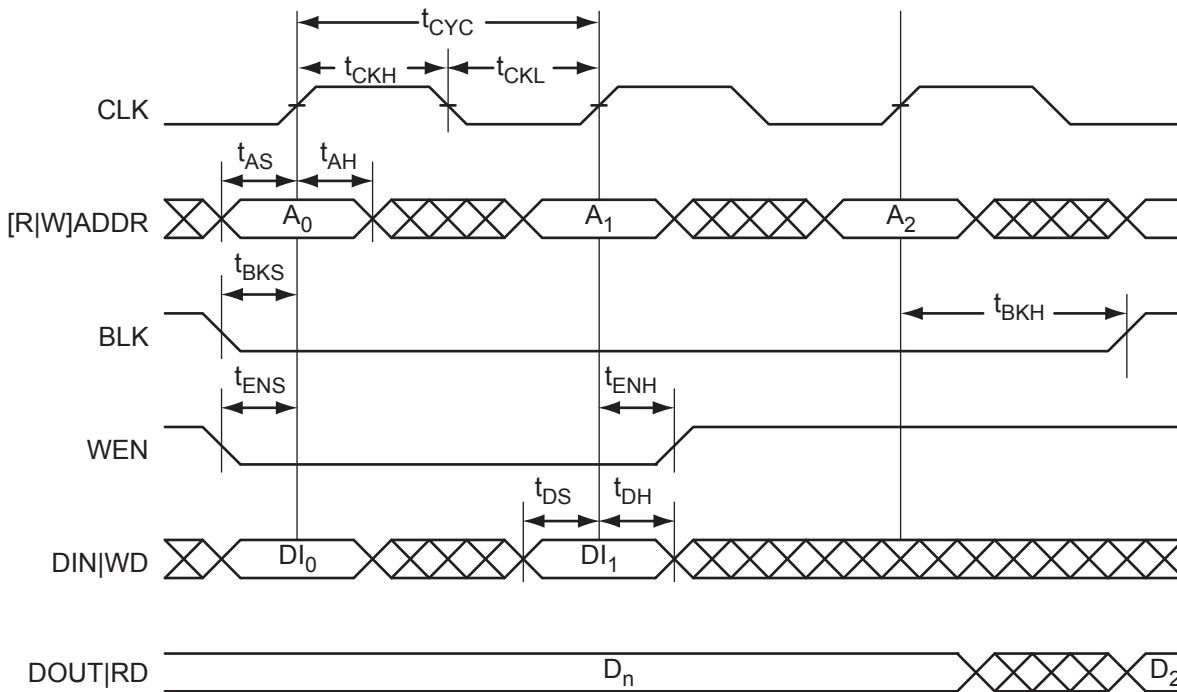 tCYC
tCKH tCKL
CLK
tAS tAH
[R|W]ADDR A0 A1 A2
tBKS tBKH
BLK
tENS tENH
WEN
tDS tDH
DIN|WD DI0 DI1
DOUT|RD Dn D2